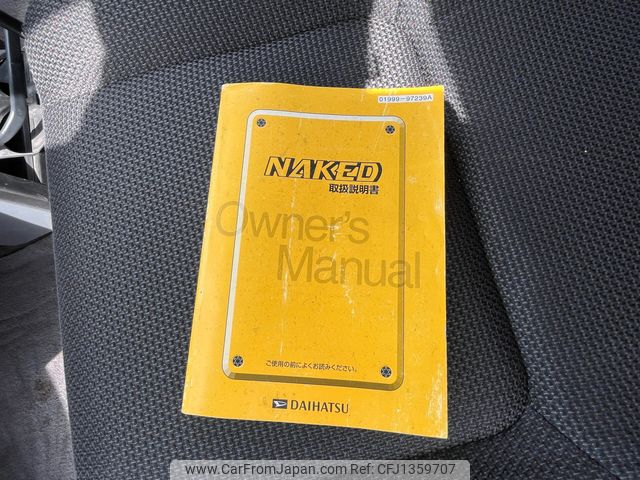 01999-97239A
NAKED
取扱説明書
Owner's
Manual
ご使用の前によくお読みください。
DAIHATSU
www.CarFromJapan.com - CFJ1359707